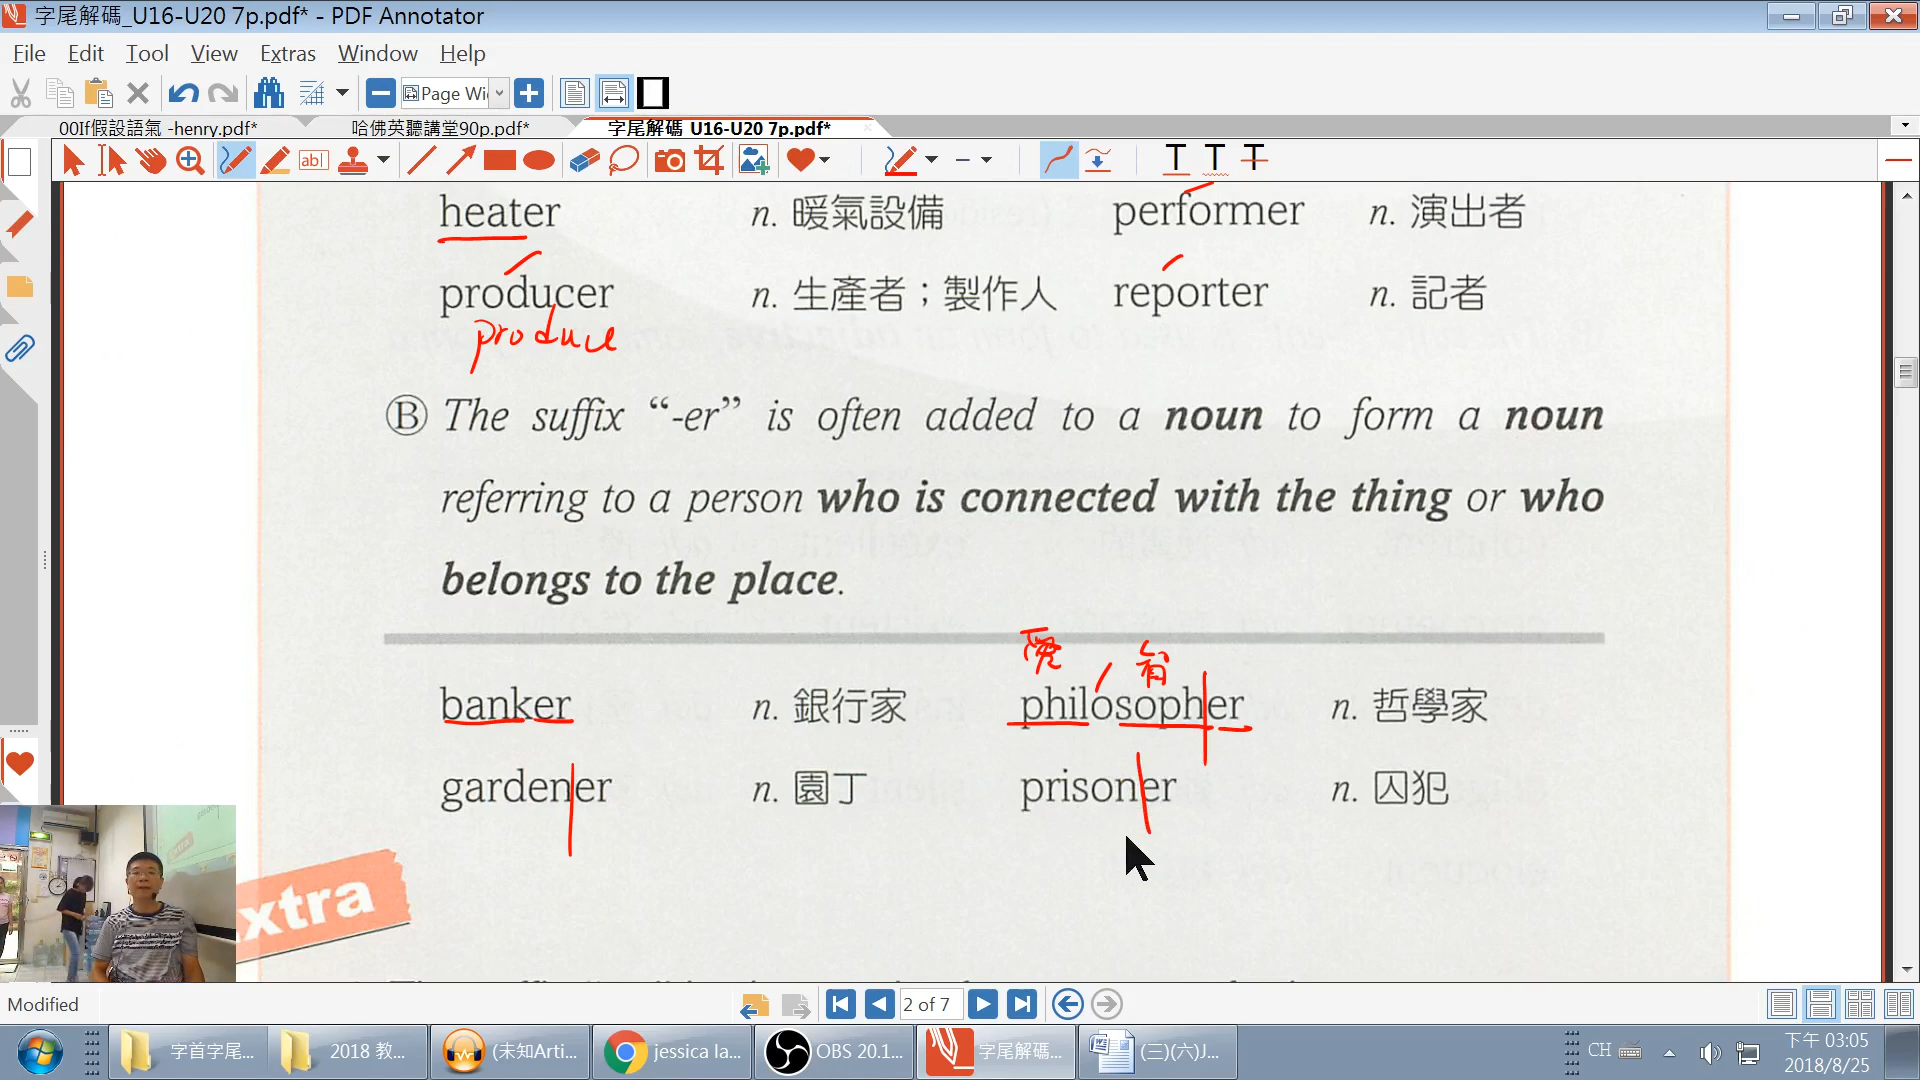 字尾解碼_U16-U20 7p.pdf* - PDF Annotator
File Edit Tool View Extras Window Help
Page Wi
00If假設語氣 -henry.pdf* 哈佛英聽講堂90p.pdf* 字尾解碼 U16-U20 7p.pdf*
ab
T T T
heater n. 暖氣設備 performer n. 演出者
producer n. 生產者；製作人 reporter n. 記者
produce
Ⓑ The suffix “-er” is often added to a noun to form a noun
referring to a person who is connected with the thing or who
belongs to the place.
愛 智
banker n. 銀行家 philosopher n. 哲學家
gardener n. 園丁 prisoner n. 囚犯
xtra
Modified 2 of 7
字首字尾... 2018 教... (未知Arti... jessica la... OBS 20.1... 字尾解碼... (三)(六)J... CH 下午 03:05
2018/8/25